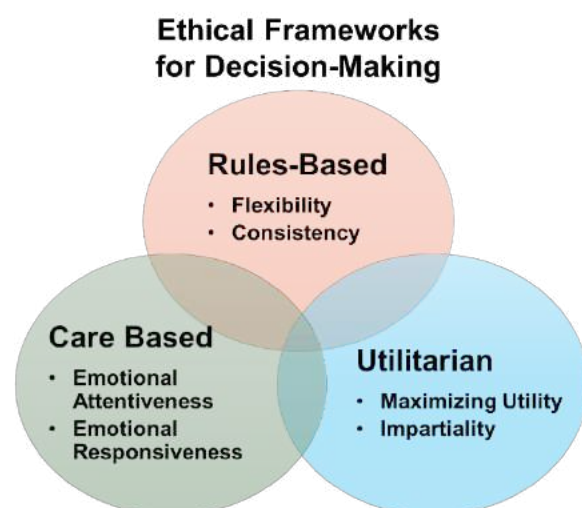 Ethical Frameworks
for Decision-Making
Rules-Based
• Flexibility
• Consistency
Care Based
• Emotional
Attentiveness
• Emotional
Responsiveness
Utilitarian
• Maximizing Utility
• Impartiality